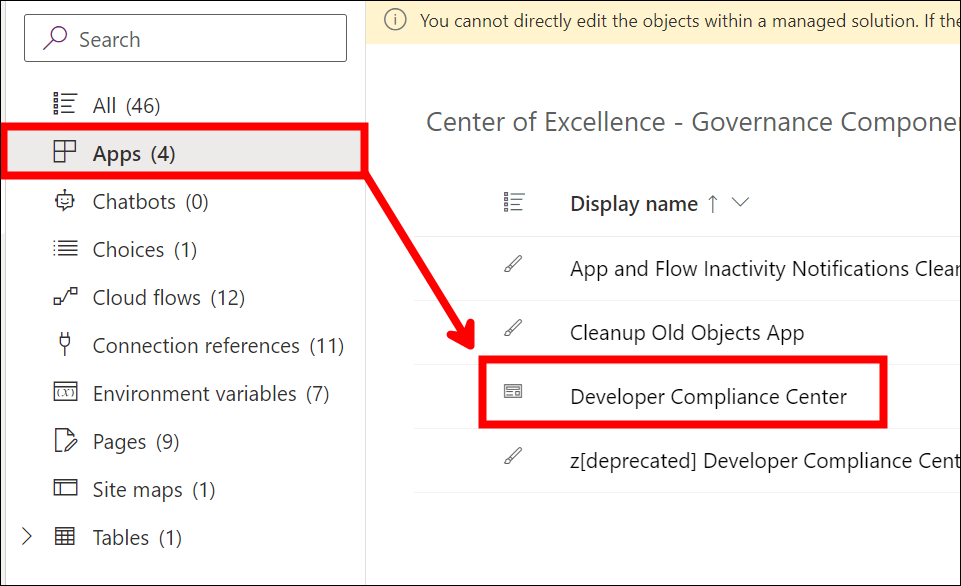 You cannot directly edit the objects within a managed solution. If the
Search
All (46)
Apps (4)
Chatbots (0)
Choices (1)
Cloud flows (12)
Connection references (11)
Environment variables (7)
Pages (9)
Site maps (1)
Tables (1)
Center of Excellence - Governance Compone
Display name
App and Flow Inactivity Notifications Clear
Cleanup Old Objects App
Developer Compliance Center
z[deprecated] Developer Compliance Cent